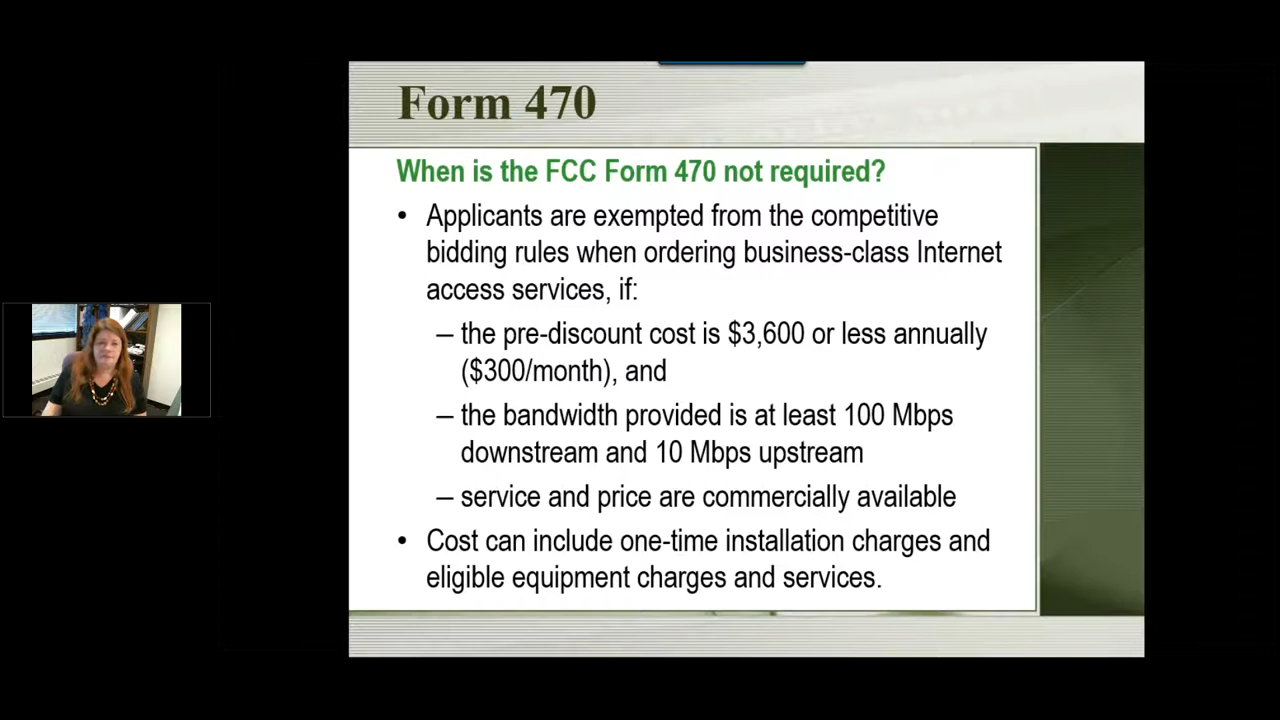 Form 470
When is the FCC Form 470 not required?
• Applicants are exempted from the competitive
bidding rules when ordering business-class Internet
access services, if:
– the pre-discount cost is $3,600 or less annually
($300/month), and
– the bandwidth provided is at least 100 Mbps
downstream and 10 Mbps upstream
– service and price are commercially available
• Cost can include one-time installation charges and
eligible equipment charges and services.